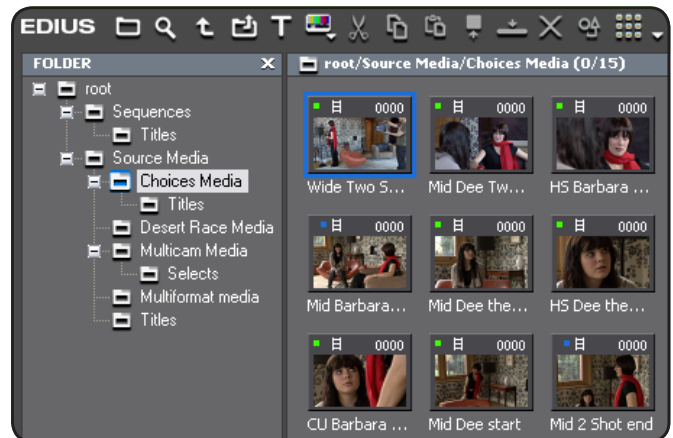 EDIUS
FOLDER X
root/Source Media/Choices Media (0/15)
root
Sequences
Titles
Source Media
Choices Media
Titles
Desert Race Media
Multicam Media
Selects
Multiformat media
Titles
0000 0000 0000
Wide Two S... Mid Dee Tw... HS Barbara ...
0000 0000 0000
Mid Barbara... Mid Dee the... HS Dee the...
0000 0000 0000
CU Barbara ... Mid Dee start Mid 2 Shot end